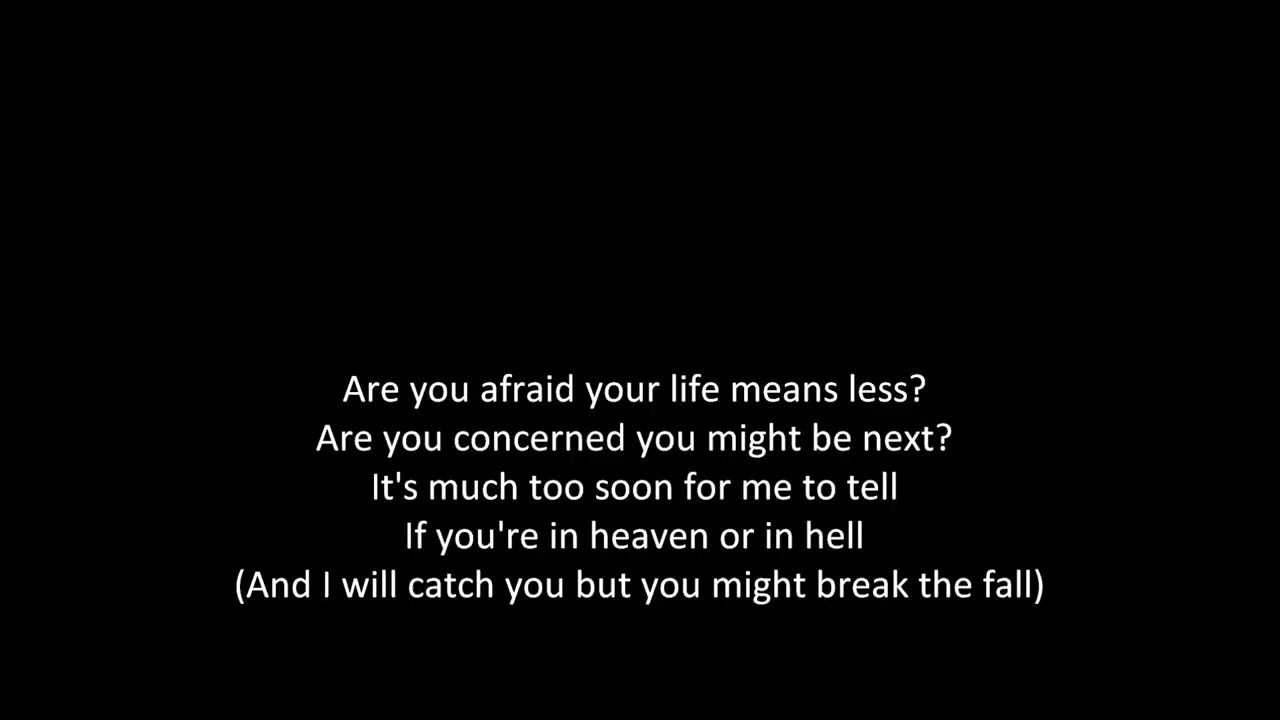 Are you afraid your life means less?
Are you concerned you might be next?
It's much too soon for me to tell
If you're in heaven or in hell
(And I will catch you but you might break the fall)